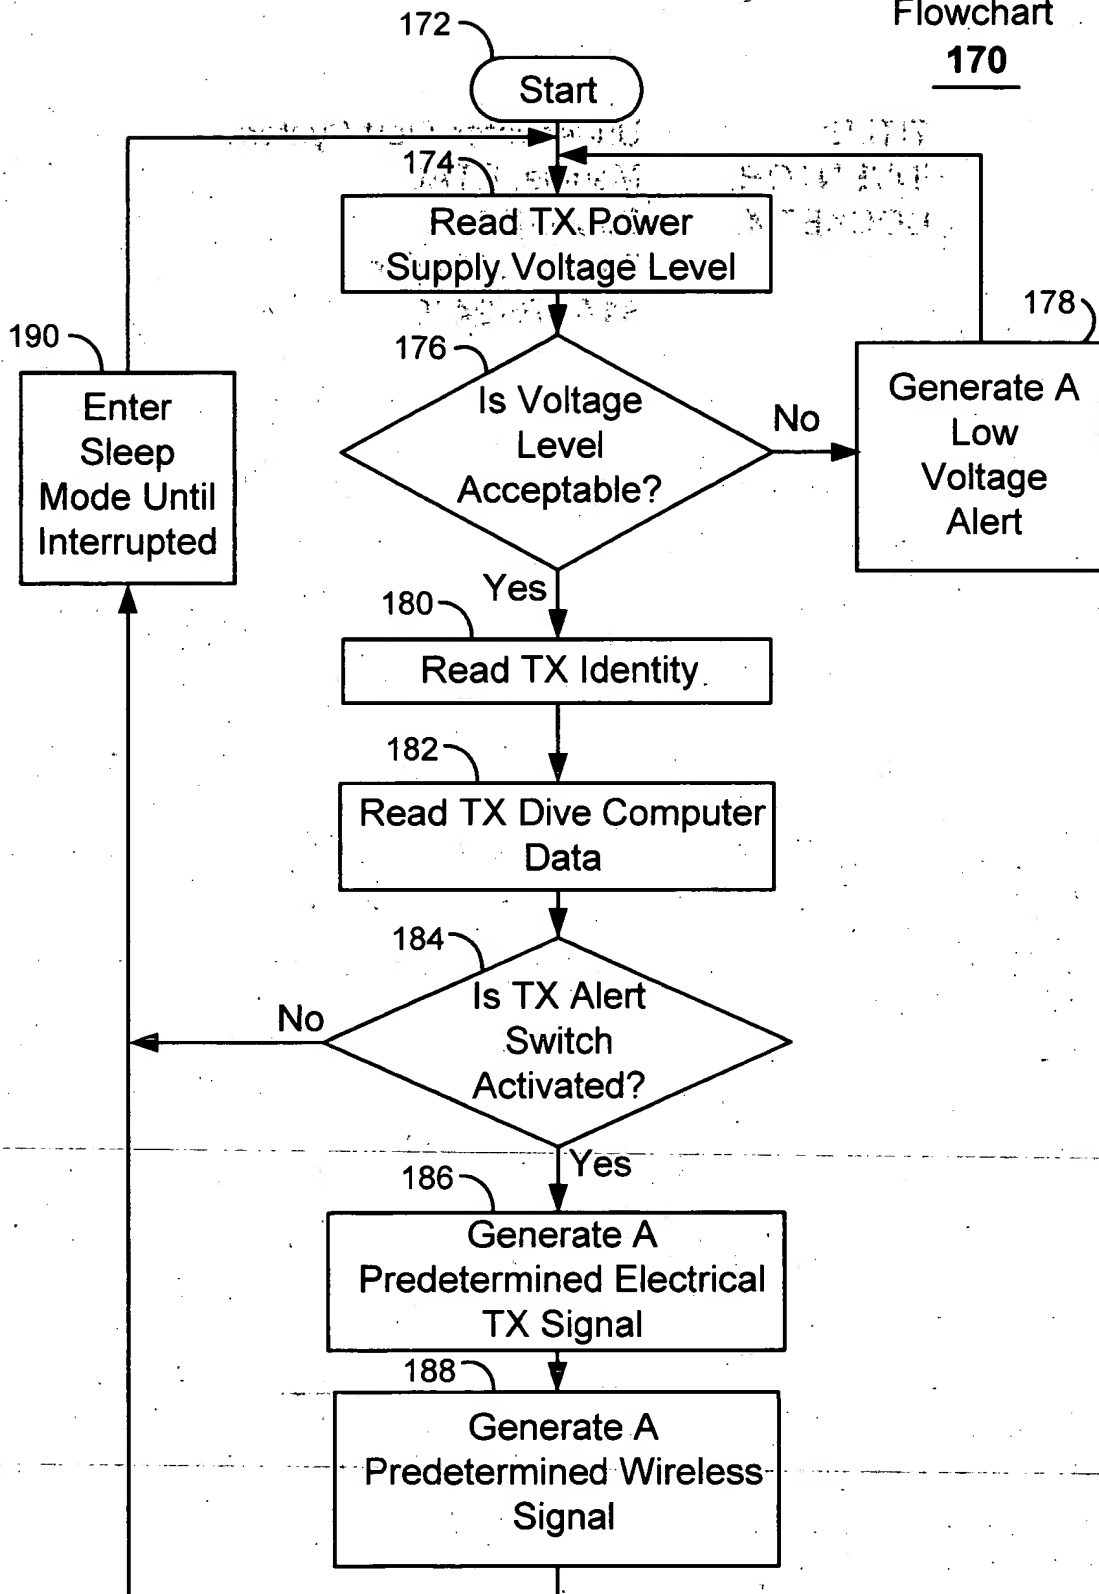 Flowchart
170
172
Start
174
Read TX Power
Supply Voltage Level
176
Is Voltage
Level
Acceptable?
No
178
Generate A
Low
Voltage
Alert
190
Enter
Sleep
Mode Until
Interrupted
Yes
180
Read TX Identity
182
Read TX Dive Computer
Data
184
Is TX Alert
Switch
Activated?
No
Yes
186
Generate A
Predetermined Electrical
TX Signal
188
Generate A
Predetermined Wireless
Signal